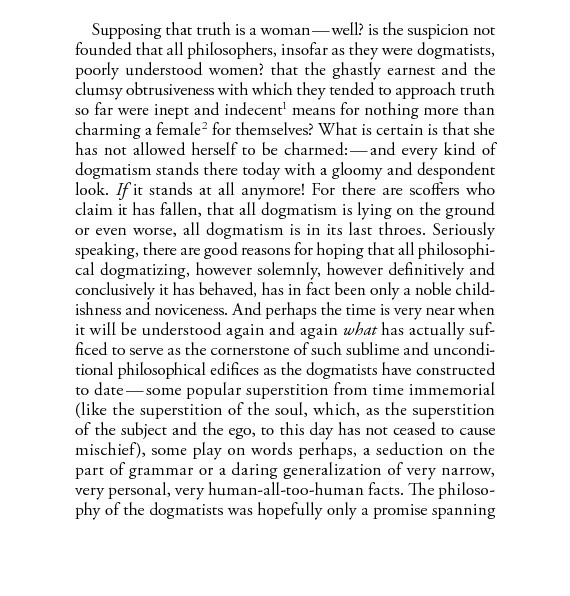 Supposing that truth is a woman—well? is the suspicion not
founded that all philosophers, insofar as they were dogmatists,
poorly understood women? that the ghastly earnest and the
clumsy obtrusiveness with which they tended to approach truth
so far were inept and indecent¹ means for nothing more than
charming a female² for themselves? What is certain is that she
has not allowed herself to be charmed:—and every kind of
dogmatism stands there today with a gloomy and despondent
look. If it stands at all anymore! For there are scoffers who
claim it has fallen, that all dogmatism is lying on the ground
or even worse, all dogmatism is in its last throes. Seriously
speaking, there are good reasons for hoping that all philosophi-
cal dogmatizing, however solemnly, however definitively and
conclusively it has behaved, has in fact been only a noble child-
ishness and noviceness. And perhaps the time is very near when
it will be understood again and again what has actually suf-
ficed to serve as the cornerstone of such sublime and uncondi-
tional philosophical edifices as the dogmatists have constructed
to date—some popular superstition from time immemorial
(like the superstition of the soul, which, as the superstition
of the subject and the ego, to this day has not ceased to cause
mischief), some play on words perhaps, a seduction on the
part of grammar or a daring generalization of very narrow,
very personal, very human-all-too-human facts. The philoso-
phy of the dogmatists was hopefully only a promise spanning